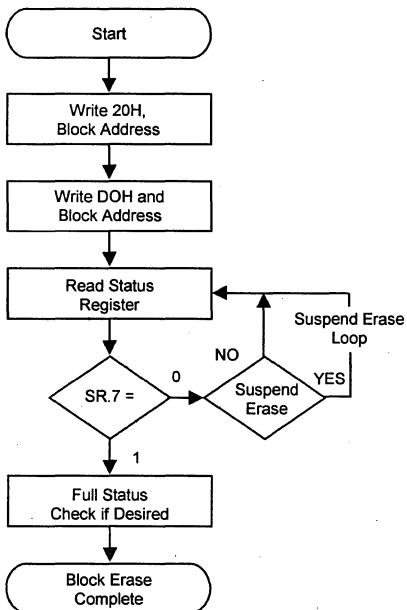 Start
Write 20H,
Block Address
Write DOH and
Block Address
Read Status
Register
Suspend Erase
Loop
NO
YES
0
SR.7 =
Suspend
Erase
1
Full Status
Check if Desired
Block Erase
Complete